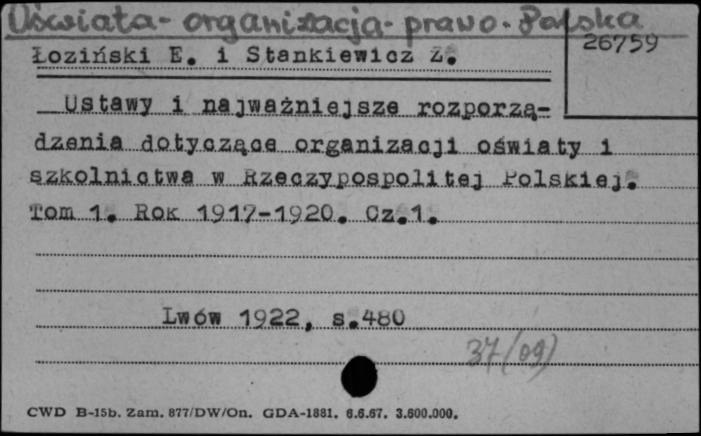 Oświata - organizacja - prawo - Polska
26759
Łoziński E. i Stankiewicz Z.
Ustawy i najważniejsze rozporzą-
dzenia dotyczące organizacji oświaty i
szkolnictwa w Rzeczypospolitej Polskiej.
Tom 1. Rok 1917-1920. Cz.1.
Lwów 1922, s.480
37(09)
CWD B-15b. Zam. 877/DW/On. GDA-1881. 6.6.67. 3.600.000.